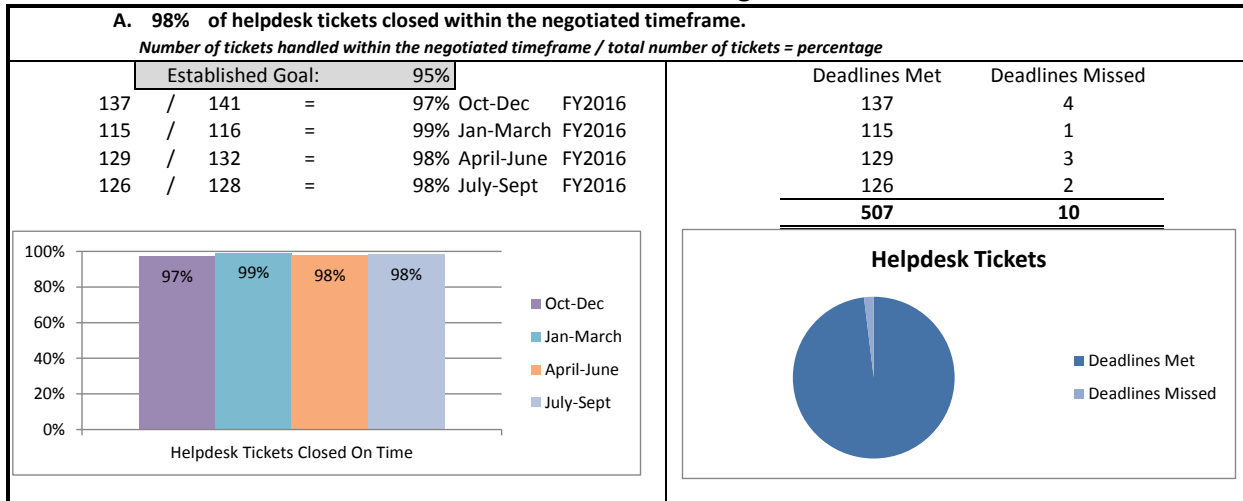 A. 98% of helpdesk tickets closed within the negotiated timeframe.
Number of tickets handled within the negotiated timeframe / total number of tickets = percentage
Established Goal: 95%
137 / 141 = 97% Oct-Dec FY2016
115 / 116 = 99% Jan-March FY2016
129 / 132 = 98% April-June FY2016
126 / 128 = 98% July-Sept FY2016
Deadlines Met Deadlines Missed
137 4
115 1
129 3
126 2
507 10
100%
80%
60%
40%
20%
0%
97% 99% 98% 98%
Helpdesk Tickets Closed On Time
Oct-Dec
Jan-March
April-June
July-Sept
Helpdesk Tickets
Deadlines Met
Deadlines Missed